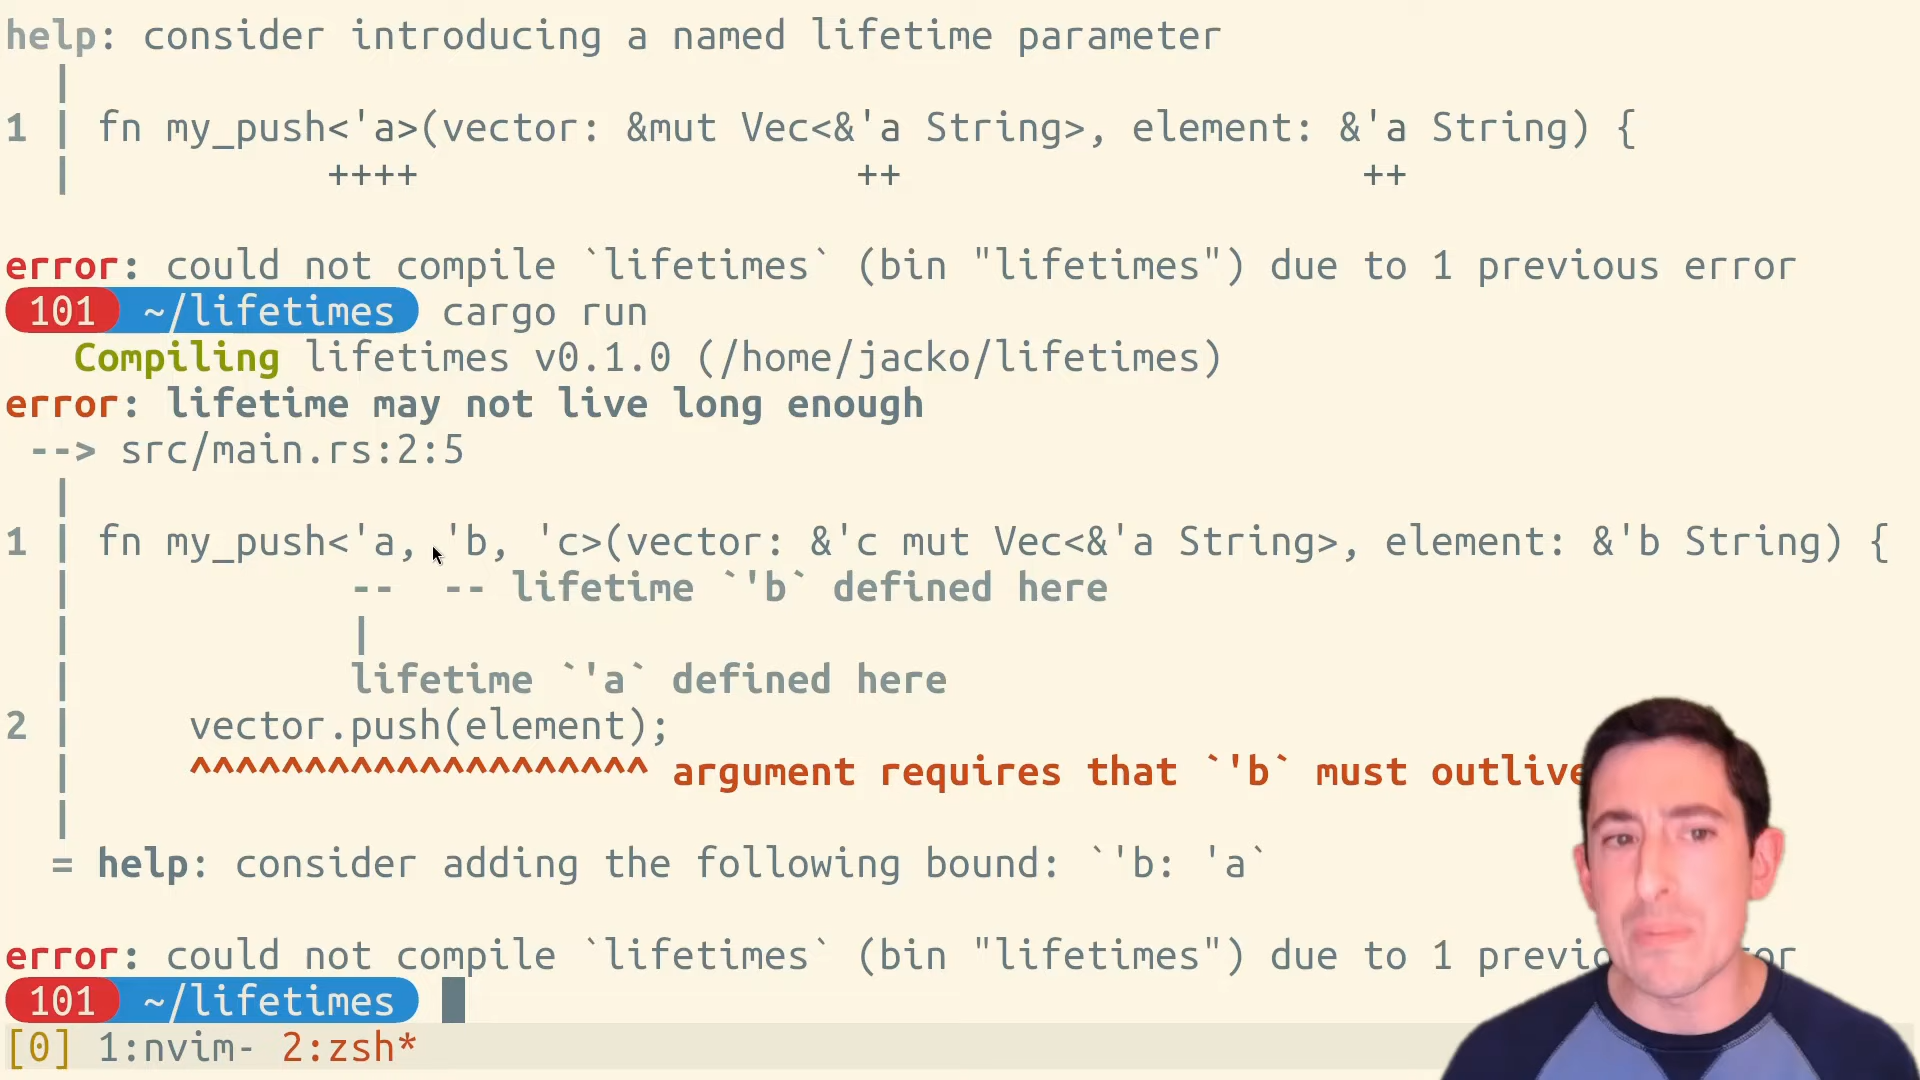 help: consider introducing a named lifetime parameter
|
1 | fn my_push<'a>(vector: &mut Vec<&'a String>, element: &'a String) {
| ++++ ++ ++
error: could not compile `lifetimes` (bin "lifetimes") due to 1 previous error
101 ~/lifetimes cargo run
Compiling lifetimes v0.1.0 (/home/jacko/lifetimes)
error: lifetime may not live long enough
--> src/main.rs:2:5
|
1 | fn my_push<'a, 'b, 'c>(vector: &'c mut Vec<&'a String>, element: &'b String) {
| -- -- lifetime `'b` defined here
| |
| lifetime `'a` defined here
2 | vector.push(element);
| ^^^^^^^^^^^^^^^^^^^^ argument requires that `'b` must outlive
|
= help: consider adding the following bound: `'b: 'a`
error: could not compile `lifetimes` (bin "lifetimes") due to 1
101 ~/lifetimes
[0] 1:nvim- 2:zsh*